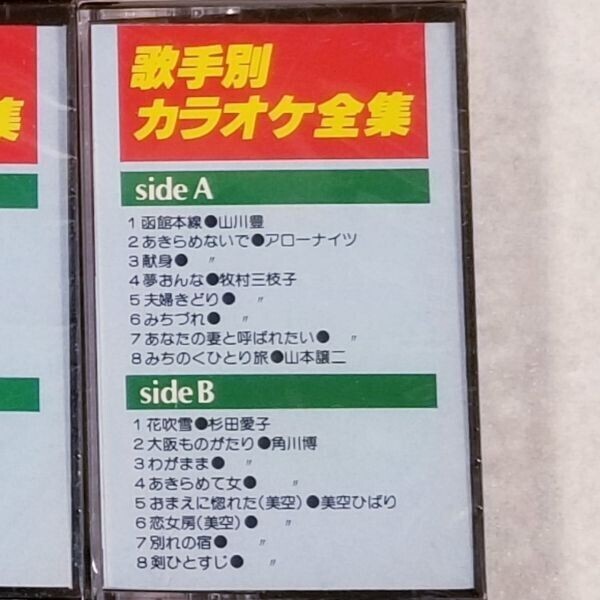 集
歌手別
カラオケ全集
side A
1 函館本線●山川豊
2 あきらめないで●アローナイツ
3 献身● 〃
4 夢おんな●牧村三枝子
5 夫婦きどり● 〃
6 みちづれ● 〃
7 あなたの妻と呼ばれたい● 〃
8 みちのくひとり旅●山本譲二
side B
1 花吹雪●杉田愛子
2 大阪ものがたり●角川博
3 わがまま● 〃
4 あきらめて女● 〃
5 おまえに惚れた(美空)●美空ひばり
6 恋女房(美空)● 〃
7 別れの宿● 〃
8 剣ひとすじ● 〃